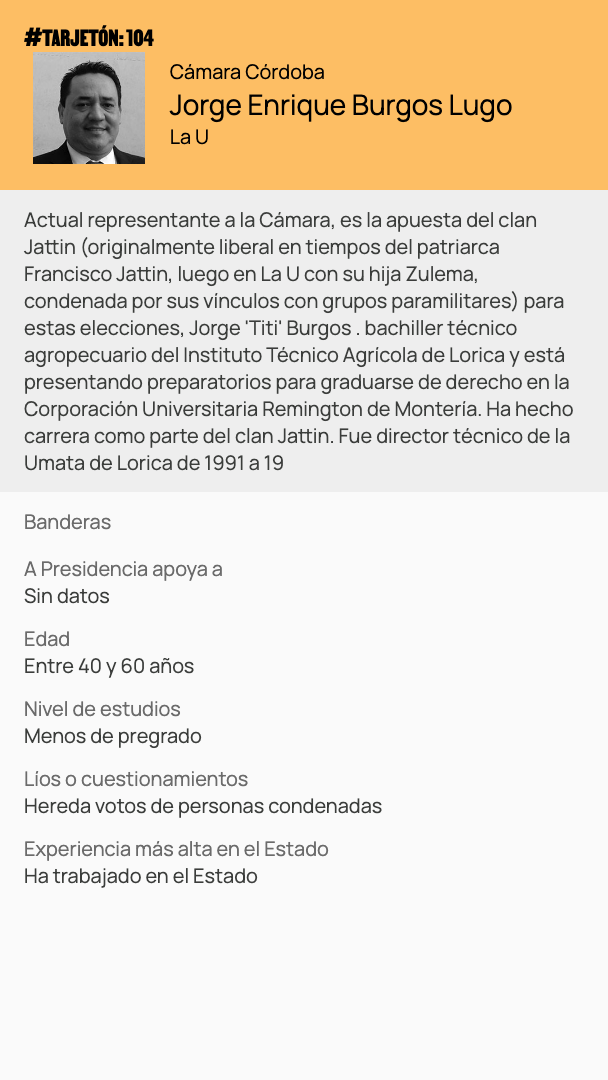 #TARJETÓN: 104
Cámara Córdoba
Jorge Enrique Burgos Lugo
La U
Actual representante a la Cámara, es la apuesta del clan
Jattin (originalmente liberal en tiempos del patriarca
Francisco Jattin, luego en La U con su hija Zulema,
condenada por sus vínculos con grupos paramilitares) para
estas elecciones, Jorge 'Titi' Burgos . bachiller técnico
agropecuario del Instituto Técnico Agrícola de Lorica y está
presentando preparatorios para graduarse de derecho en la
Corporación Universitaria Remington de Montería. Ha hecho
carrera como parte del clan Jattin. Fue director técnico de la
Umata de Lorica de 1991 a 19
Banderas
A Presidencia apoya a
Sin datos
Edad
Entre 40 y 60 años
Nivel de estudios
Menos de pregrado
Líos o cuestionamientos
Hereda votos de personas condenadas
Experiencia más alta en el Estado
Ha trabajado en el Estado